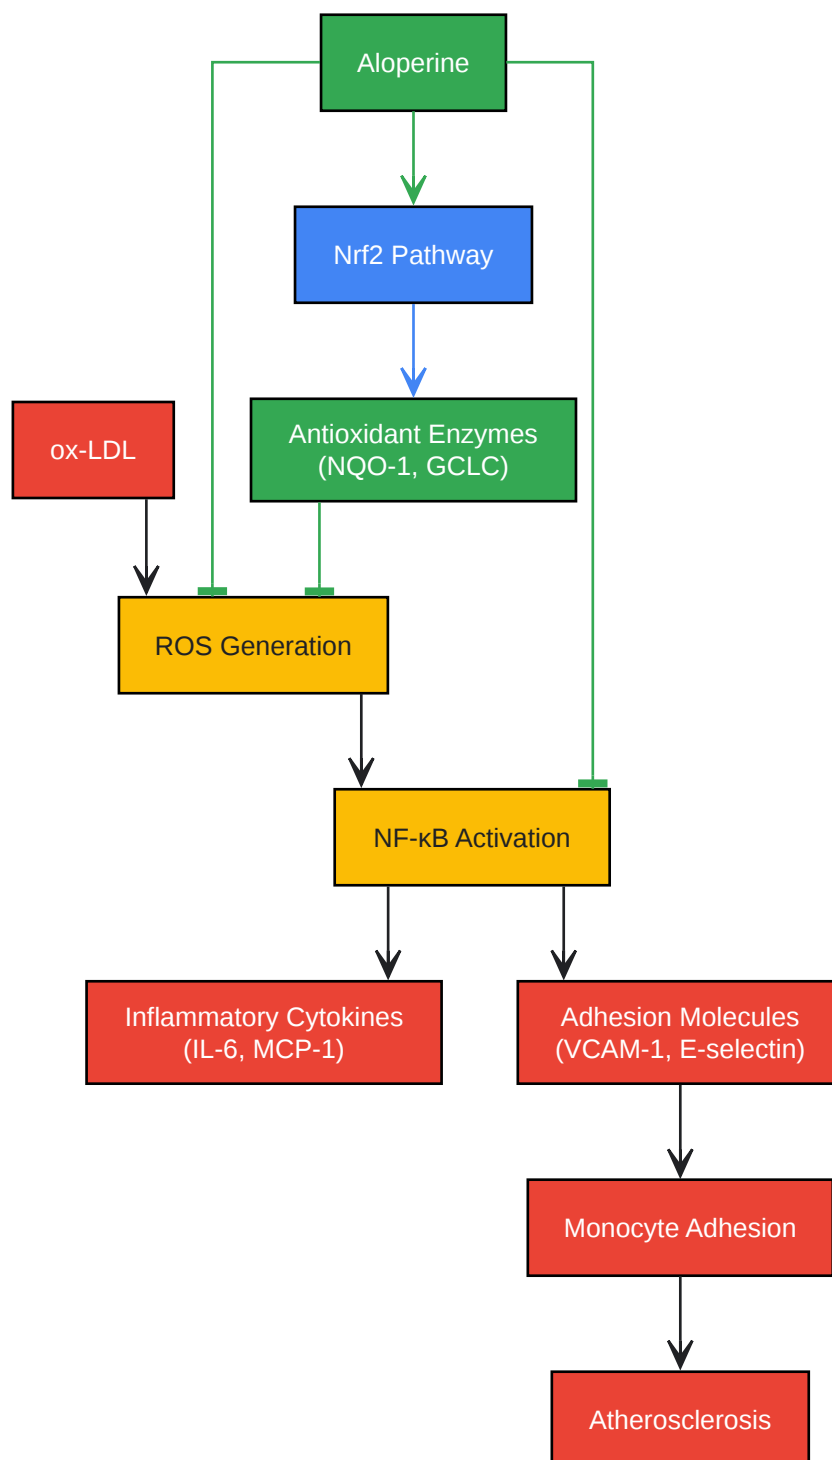 Aloperine
Nrf2 Pathway
Antioxidant Enzymes
(NQO-1, GCLC)
ox-LDL
ROS Generation
NF-κB Activation
Inflammatory Cytokines
(IL-6, MCP-1)
Adhesion Molecules
(VCAM-1, E-selectin)
Monocyte Adhesion
Atherosclerosis